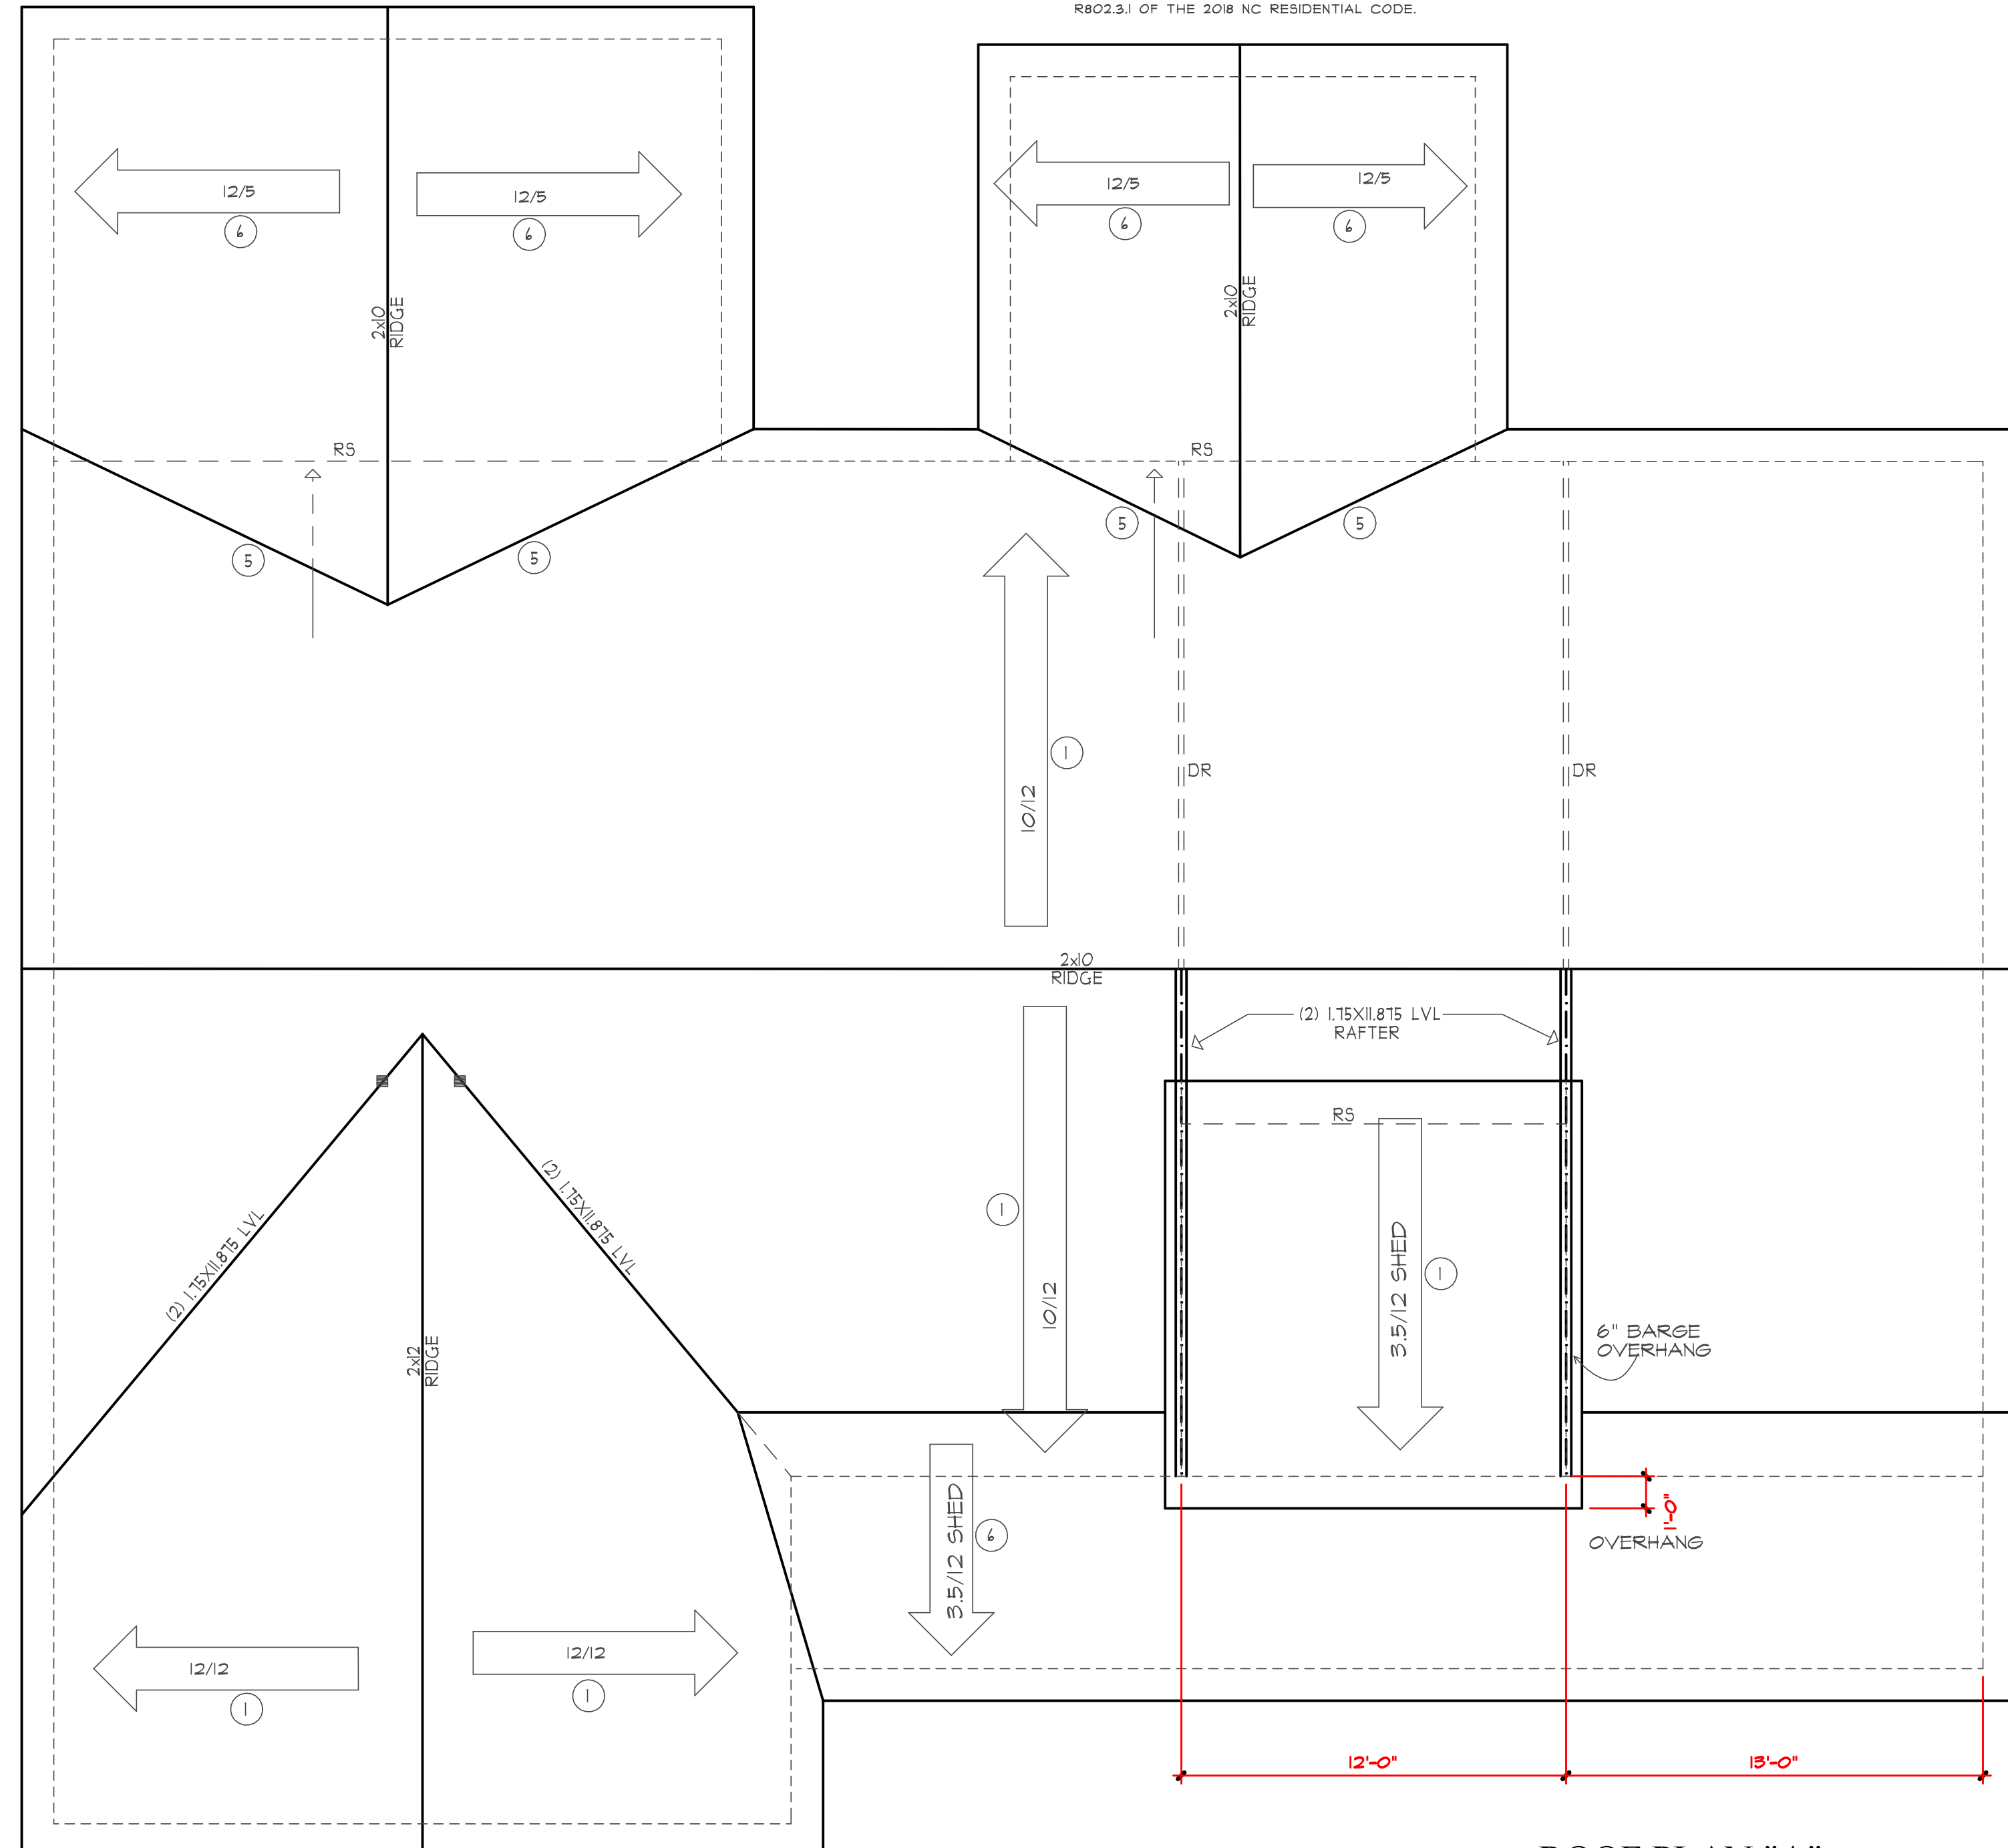 R802.3.1 OF THE 2018 NC RESIDENTIAL CODE.
12/5
6
12/5
6
12/5
6
12/5
6
2x10
RIDGE
2x10
RIDGE
RS
RS
5
5
5
5
1
10/12
DR
DR
2x10
RIDGE
(2) 1.75X11.875 LVL
RAFTER
RS
(2) 1.75X11.875 LVL
(2) 1.75X11.875 LVL
1
10/12
3.5/12 SHED
1
2x12
RIDGE
6" BARGE
OVERHANG
3.5/12 SHED
6
1'-0"
OVERHANG
12/12
1
12/12
1
12'-0"
13'-0"
ROOF PLAN "A"